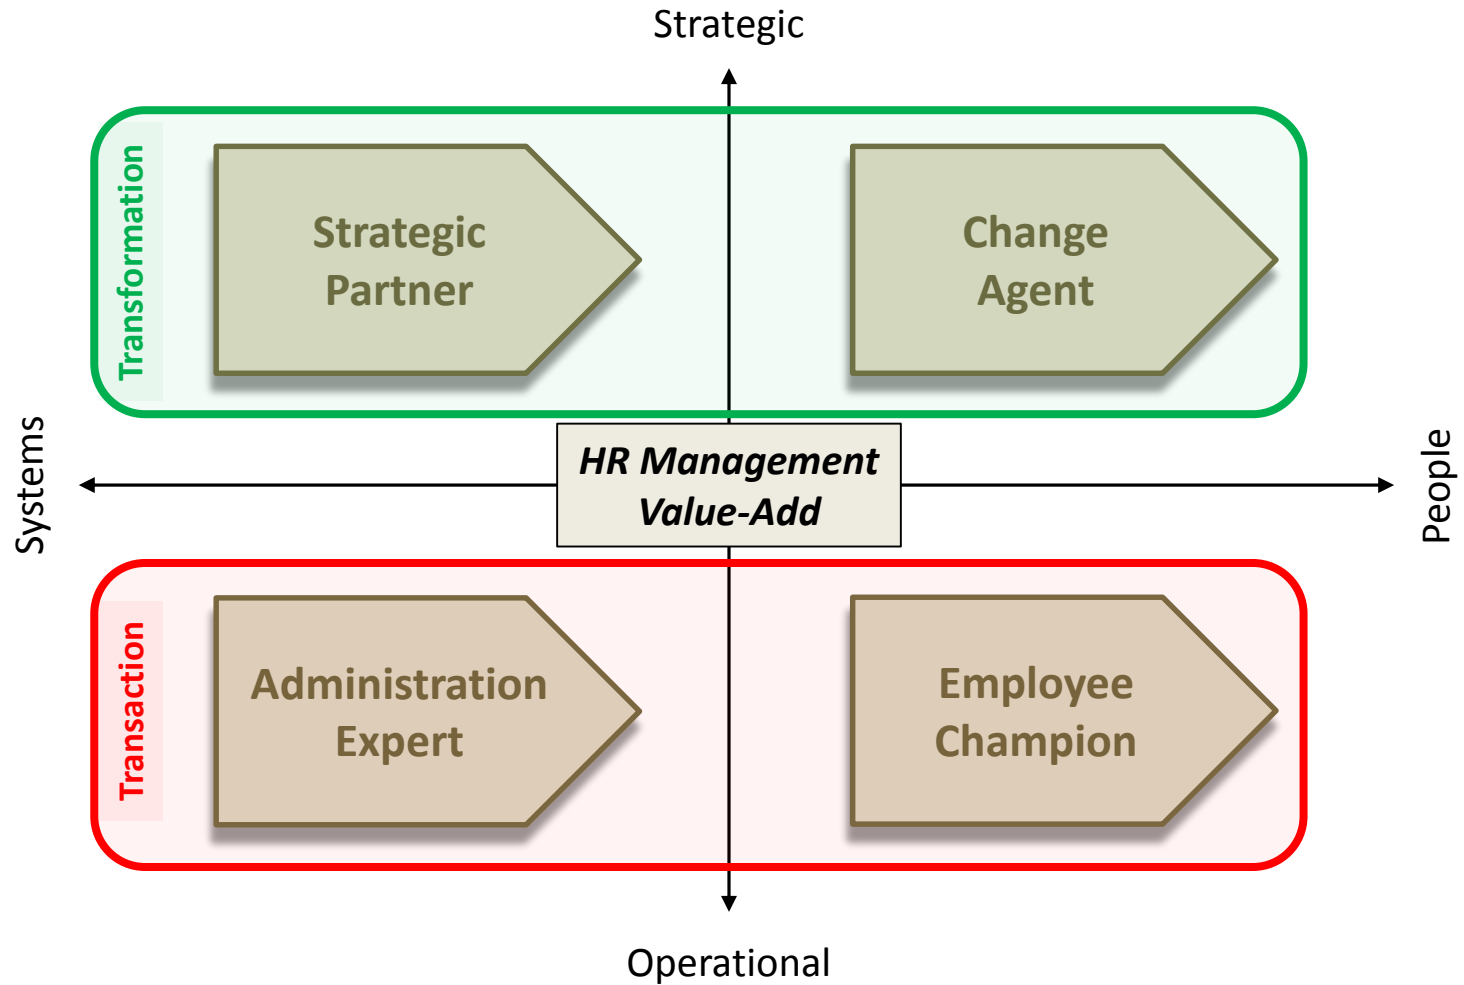 Strategic
Transformation
Strategic
Partner
Change
Agent
Systems
HR Management
Value-Add
People
Transaction
Administration
Expert
Employee
Champion
Operational